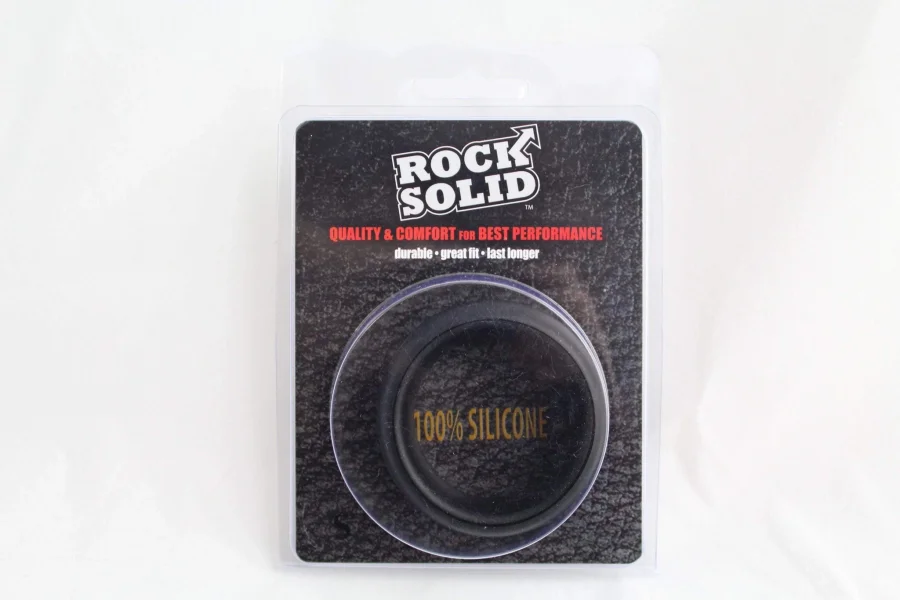 ROCK
SOLID
TM
QUALITY & COMFORT FOR BEST PERFORMANCE
durable • great fit • last longer
100% SILICONE
S